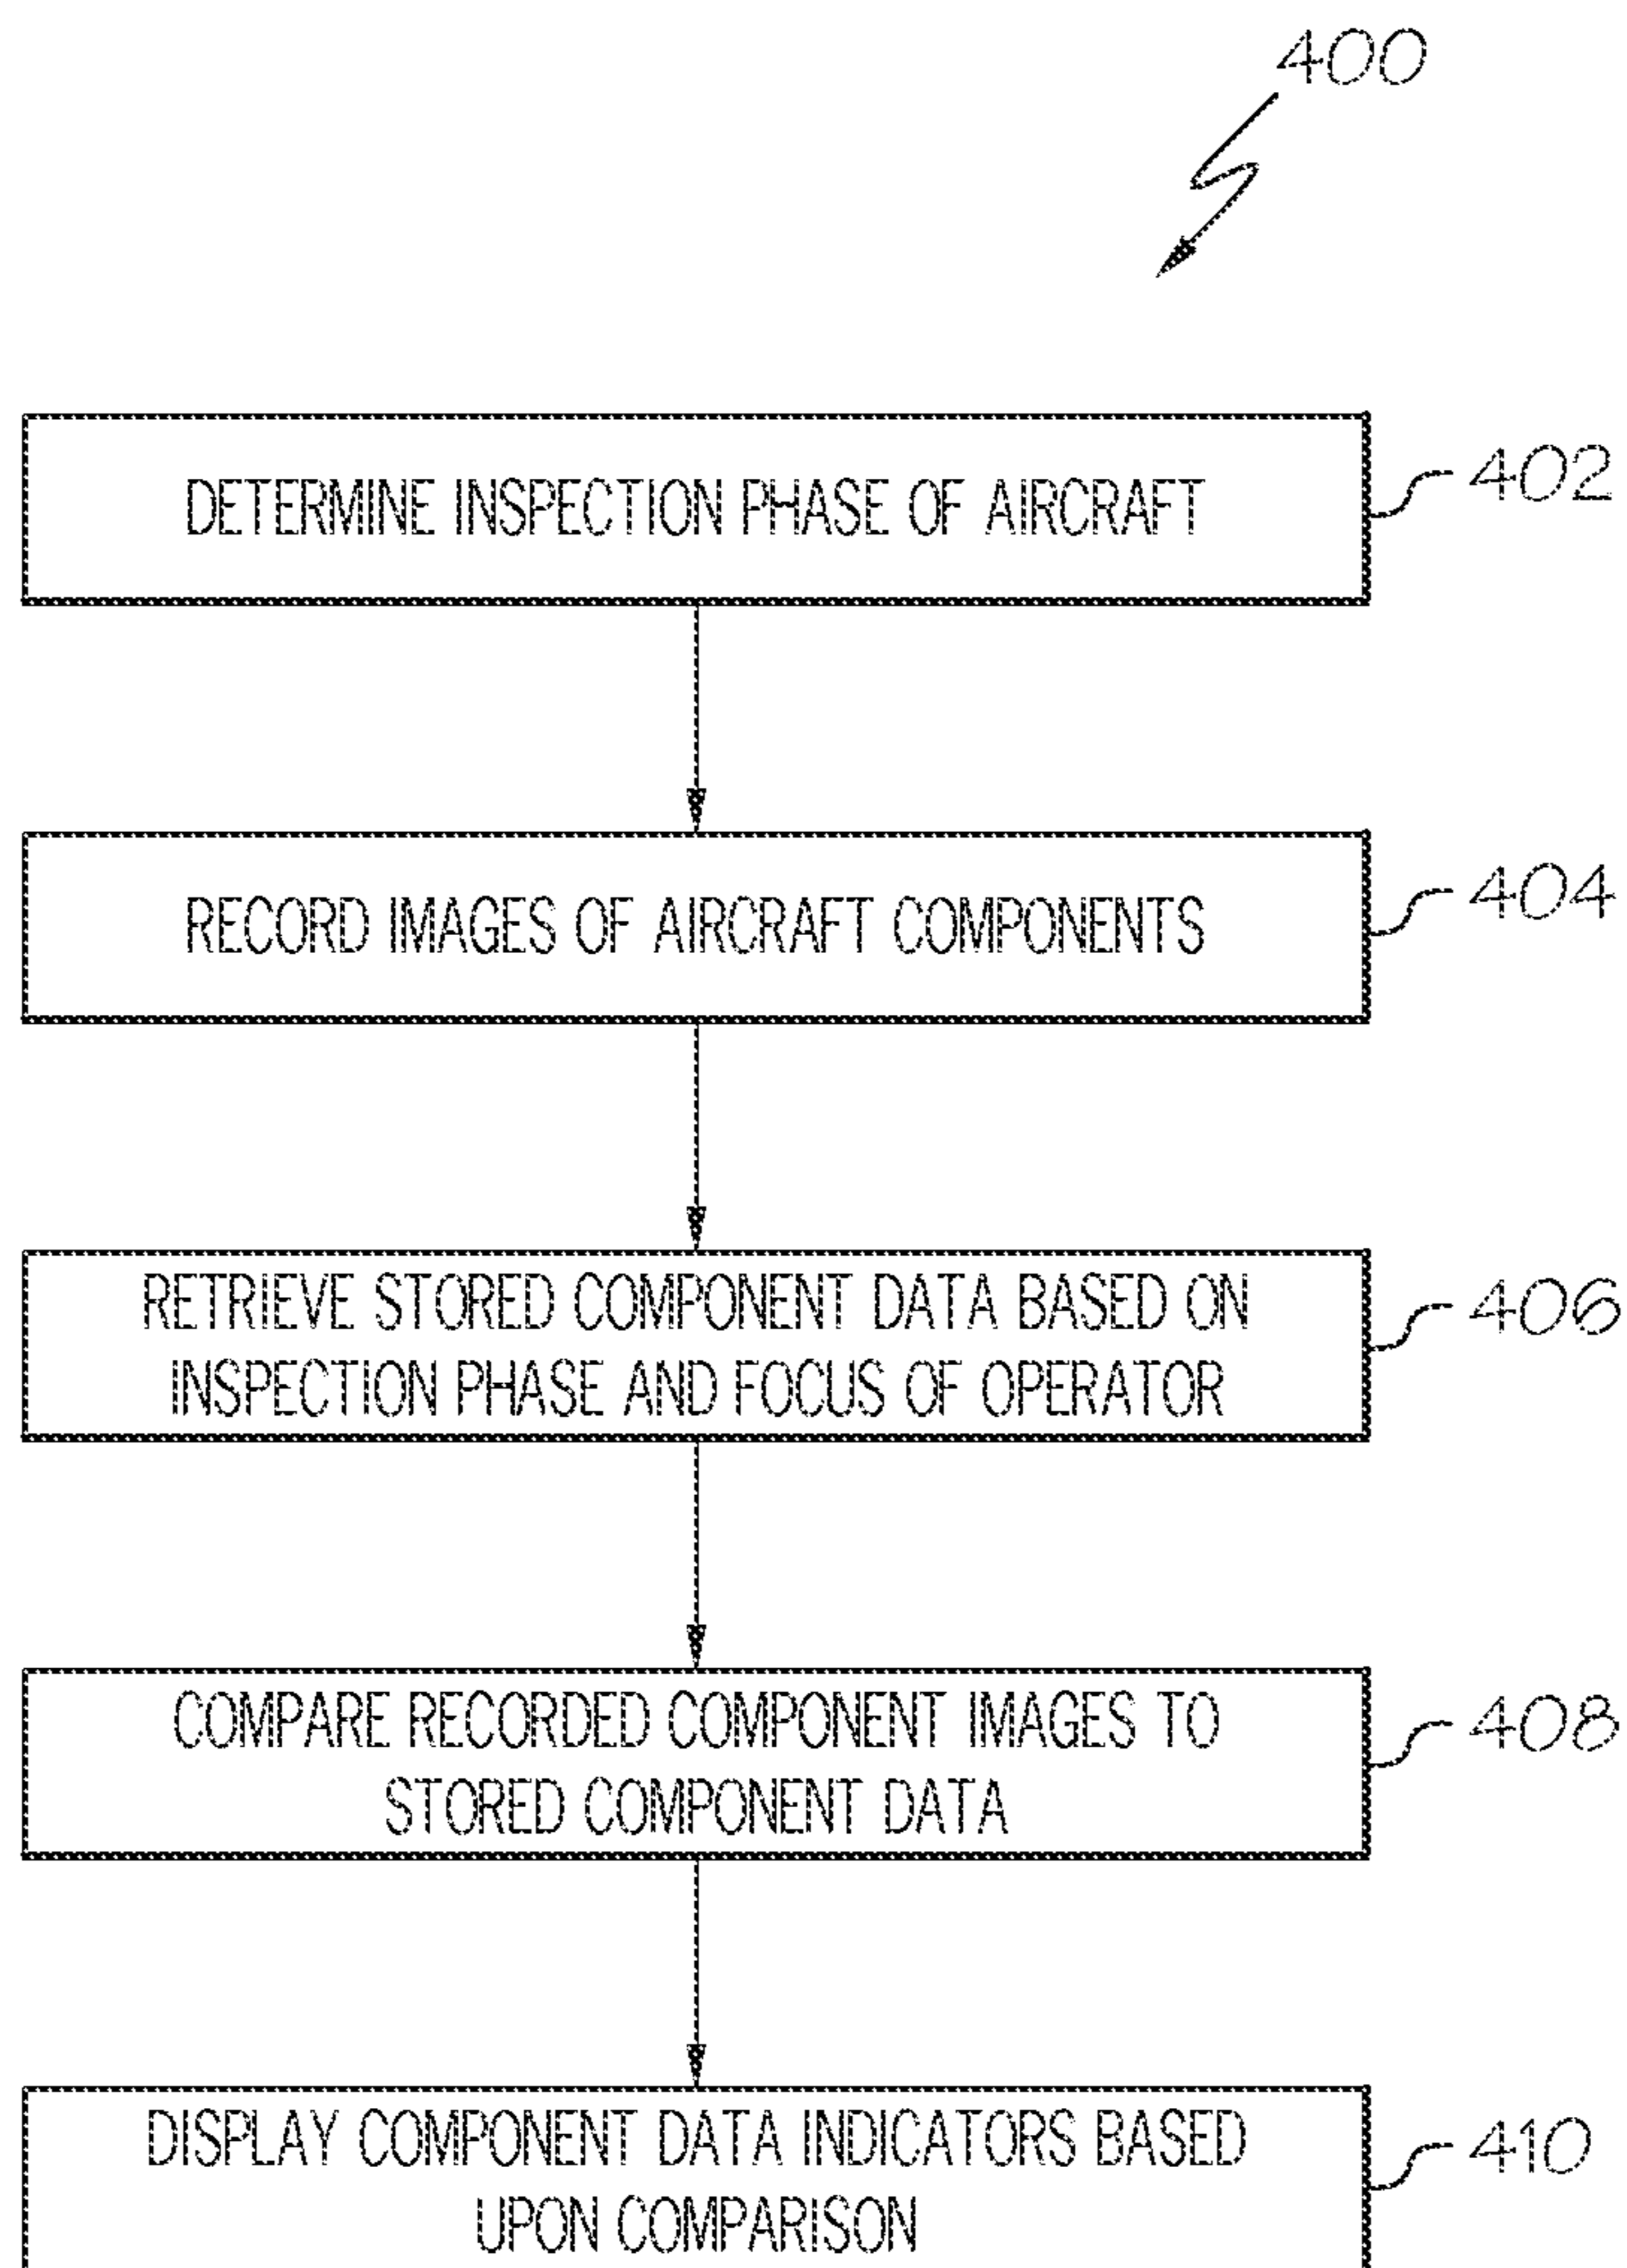 400
DETERMINE INSPECTION PHASE OF AIRCRAFT
402
RECORD IMAGES OF AIRCRAFT COMPONENTS
404
RETRIEVE STORED COMPONENT DATA BASED ON
INSPECTION PHASE AND FOCUS OF OPERATOR
406
COMPARE RECORDED COMPONENT IMAGES TO
STORED COMPONENT DATA
408
DISPLAY COMPONENT DATA INDICATORS BASED
UPON COMPARISON
410